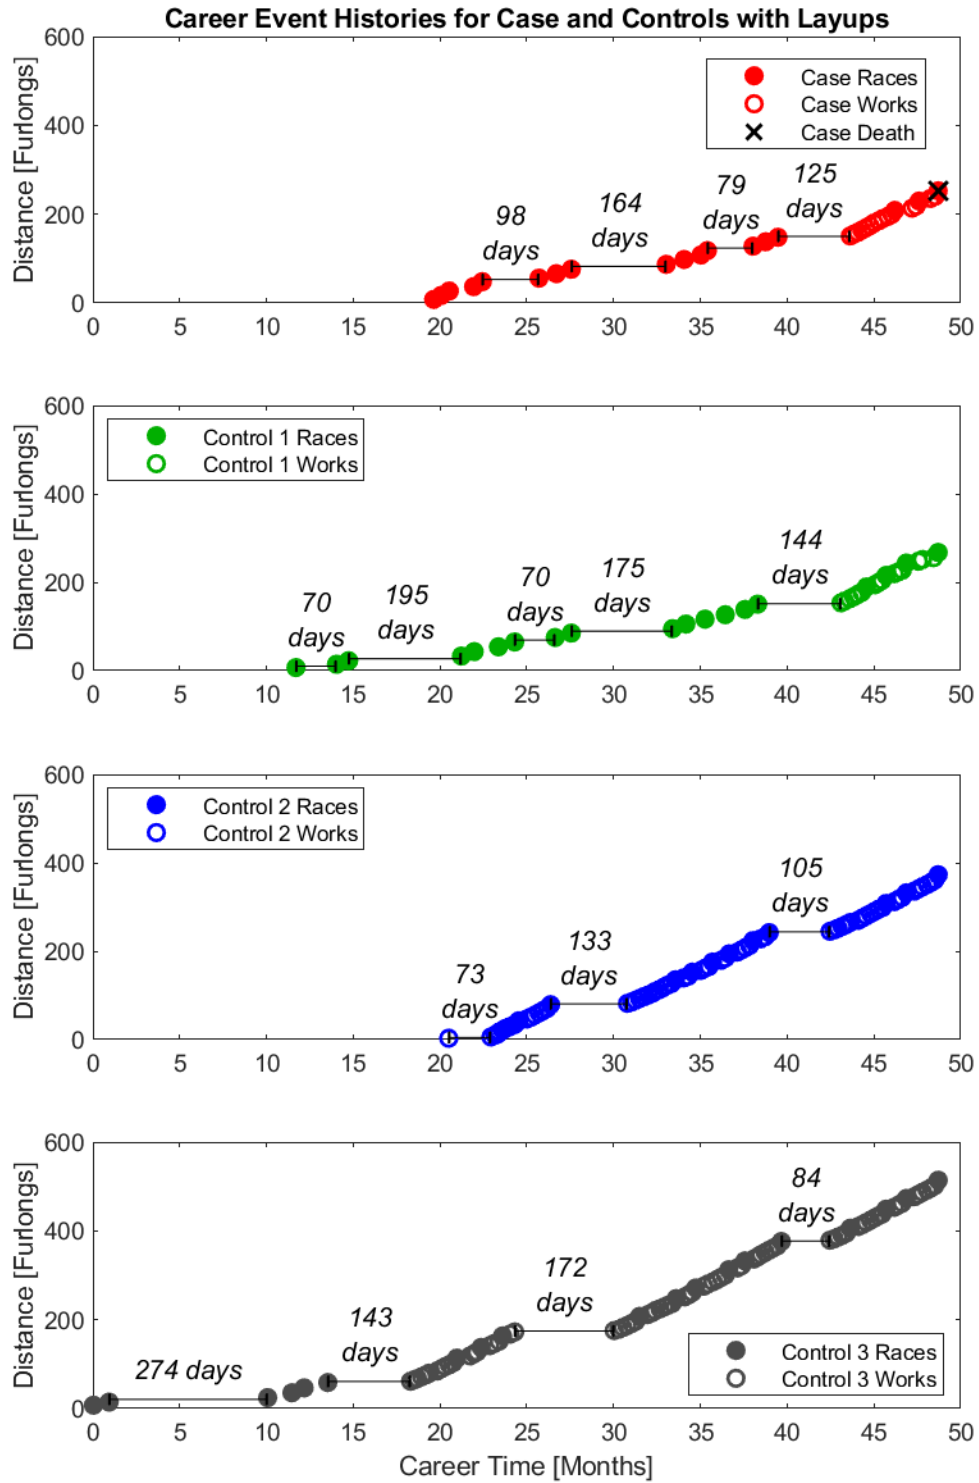 Career Event Histories for Case and Controls with Layups
600
400
200
0
Distance [Furlongs]
Case Races
Case Works
Case Death
98
days
164
days
79
days
125
days
0 5 10 15 20 25 30 35 40 45 50
600
400
200
0
Distance [Furlongs]
Control 1 Races
Control 1 Works
70
days
195
days
70
days
175
days
144
days
0 5 10 15 20 25 30 35 40 45 50
600
400
200
0
Distance [Furlongs]
Control 2 Races
Control 2 Works
73
days
133
days
105
days
0 5 10 15 20 25 30 35 40 45 50
600
400
200
0
Distance [Furlongs]
274 days
143
days
172
days
84
days
Control 3 Races
Control 3 Works
0 5 10 15 20 25 30 35 40 45 50
Career Time [Months]